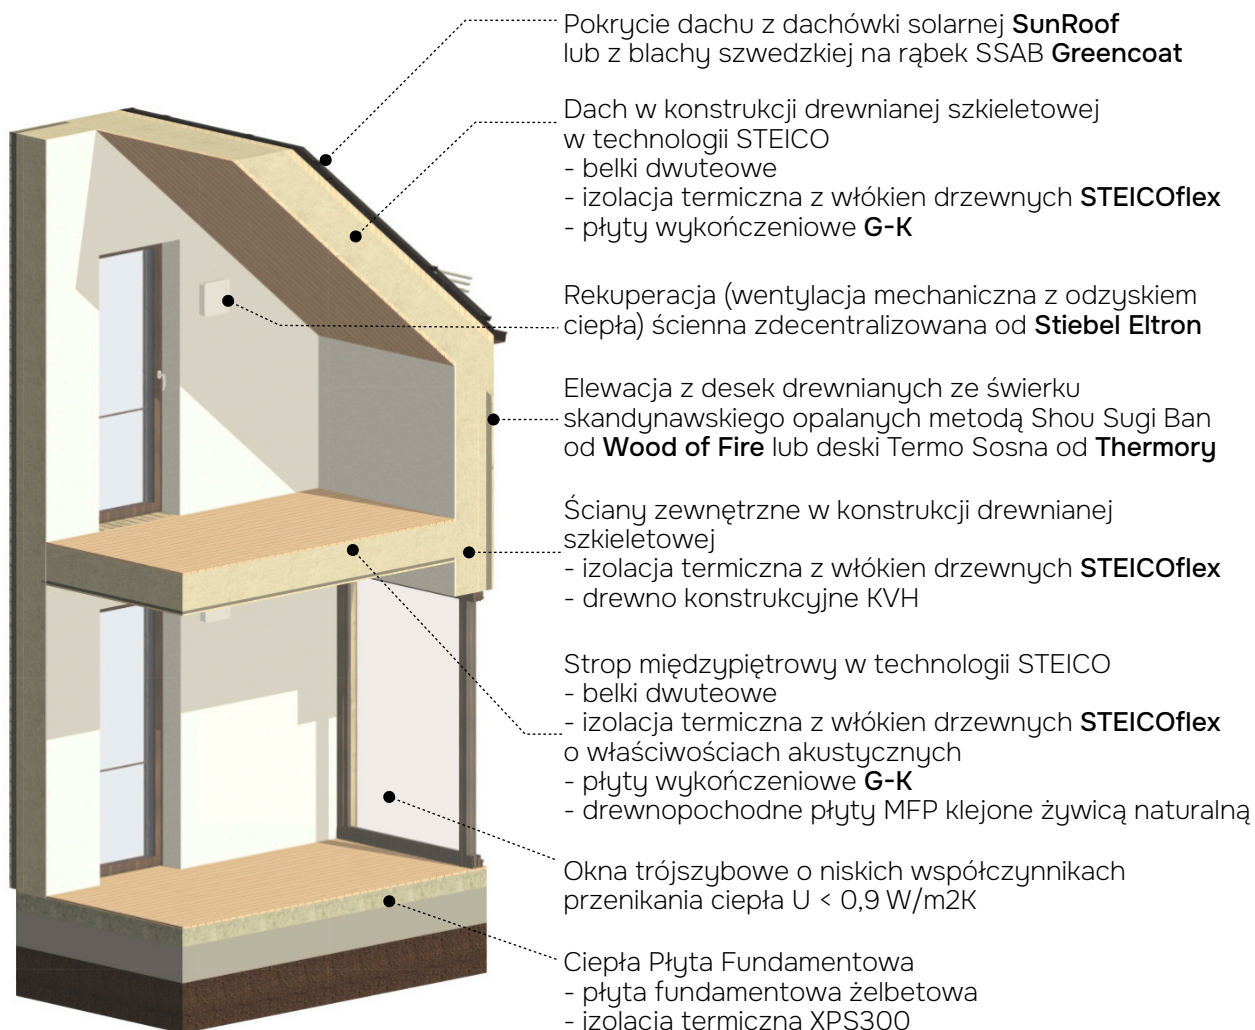 Pokrycie dachu z dachówki solarnej SunRoof
lub z blachy szwedzkiej na rąbek SSAB Greencoat
Dach w konstrukcji drewnianej szkieletowej
w technologii STEICO
- belki dwuteowe
- izolacja termiczna z włókien drzewnych STEICOflex
- płyty wykończeniowe G-K
Rekuperacja (wentylacja mechaniczna z odzyskiem
ciepła) ścienna zdecentralizowana od Stiebel Eltron
Elewacja z desek drewnianych ze świerku
skandynawskiego opalanych metodą Shou Sugi Ban
od Wood of Fire lub deski Termo Sosna od Thermory
Ściany zewnętrzne w konstrukcji drewnianej
szkieletowej
- izolacja termiczna z włókien drzewnych STEICOflex
- drewno konstrukcyjne KVH
Strop międzypiętrowy w technologii STEICO
- belki dwuteowe
- izolacja termiczna z włókien drzewnych STEICOflex
o właściwościach akustycznych
- płyty wykończeniowe G-K
- drewnopochodne płyty MFP klejone żywicą naturalną
Okna trójszybowe o niskich współczynnikach
przenikania ciepła U < 0,9 W/m2K
Ciepła Płyta Fundamentowa
- płyta fundamentowa żelbetowa
- izolacja termiczna XPS300